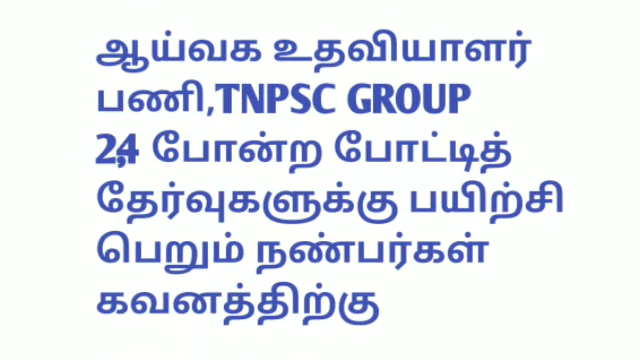 ஆய்வக உதவியாளர்
பணி,TNPSC GROUP
2,4 போன்ற போட்டித்
தேர்வுகளுக்கு பயிற்சி
பெறும் நண்பர்கள்
கவனத்திற்கு